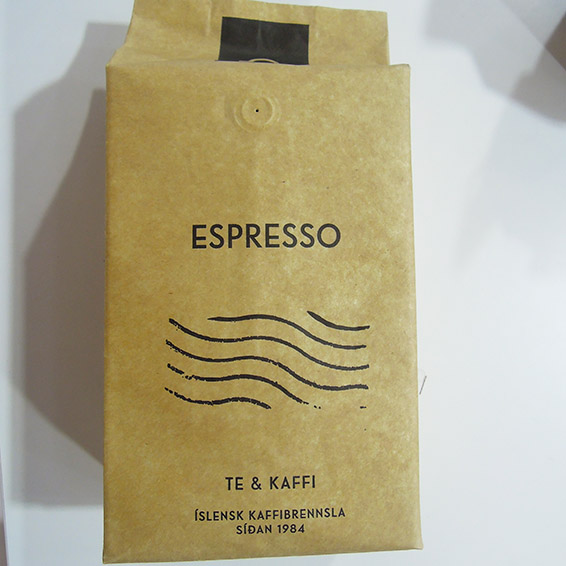 ESPRESSO
TE & KAFFI
ÍSLENSK KAFFIBRENNSLA
SÍÐAN 1984